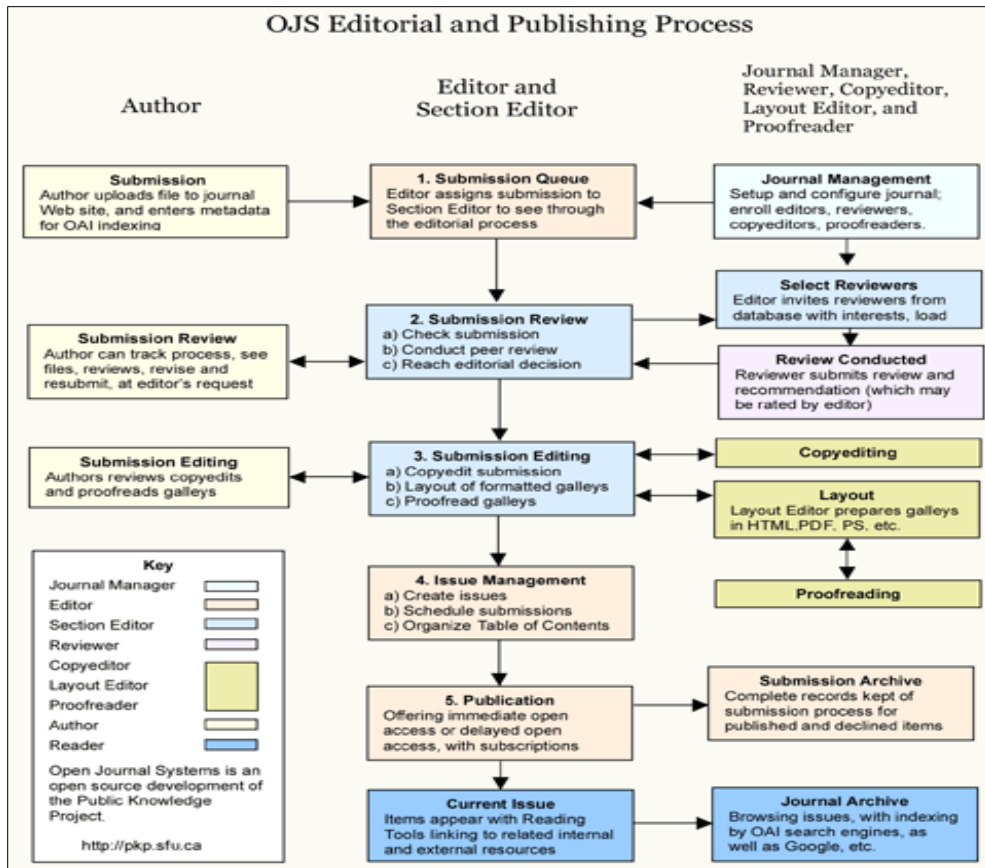 OJS Editorial and Publishing Process
Author
Editor and
Section Editor
Journal Manager,
Reviewer, Copyeditor,
Layout Editor, and
Proofreader
Submission
Author uploads file to journal
Web site, and enters metadata
for OAI indexing
1. Submission Queue
Editor assigns submission to
Section Editor to see through
the editorial process
Journal Management
Setup and configure journal;
enroll editors, reviewers,
copyeditors, proofreaders.
Select Reviewers
Editor invites reviewers from
database with interests, load
2. Submission Review
a) Check submission
b) Conduct peer review
c) Reach editorial decision
Submission Review
Author can track process, see
files, reviews, revise and
resubmit, at editor's request
Review Conducted
Reviewer submits review and
recommendation (which may
be rated by editor)
Submission Editing
Authors reviews copyedits
and proofreads galleys
3. Submission Editing
a) Copyedit submission
b) Layout of formatted galleys
c) Proofread galleys
Copyediting
Layout
Layout Editor prepares galleys
in HTML,PDF, PS, etc.
Proofreading
Key
Journal Manager
Editor
Section Editor
Reviewer
Copyeditor
Layout Editor
Proofreader
Author
Reader
Open Journal Systems is an
open source development of
the Public Knowledge
Project.
http://pkp.sfu.ca
4. Issue Management
a) Create issues
b) Schedule submissions
c) Organize Table of Contents
5. Publication
Offering immediate open
access or delayed open
access, with subscriptions
Submission Archive
Complete records kept of
submission process for
published and declined items
Current Issue
Items appear with Reading
Tools linking to related internal
and external resources
Journal Archive
Browsing issues, with indexing
by OAI search engines, as
well as Google, etc.